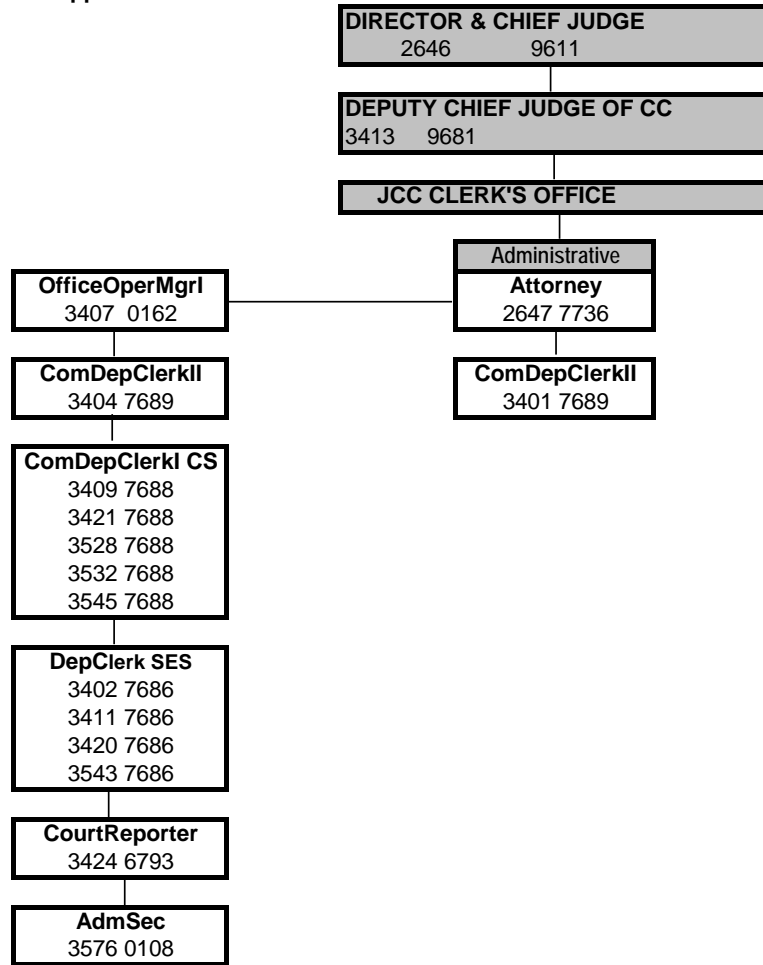 DIRECTOR & CHIEF JUDGE
2646 9611
DEPUTY CHIEF JUDGE OF CC
3413 9681
JCC CLERK'S OFFICE
Administrative
Attorney
2647 7736
OfficeOperMgrI
3407 0162
ComDepClerkII
3404 7689
ComDepClerkII
3401 7689
ComDepClerkI CS
3409 7688
3421 7688
3528 7688
3532 7688
3545 7688
DepClerk SES
3402 7686
3411 7686
3420 7686
3543 7686
CourtReporter
3424 6793
AdmSec
3576 0108